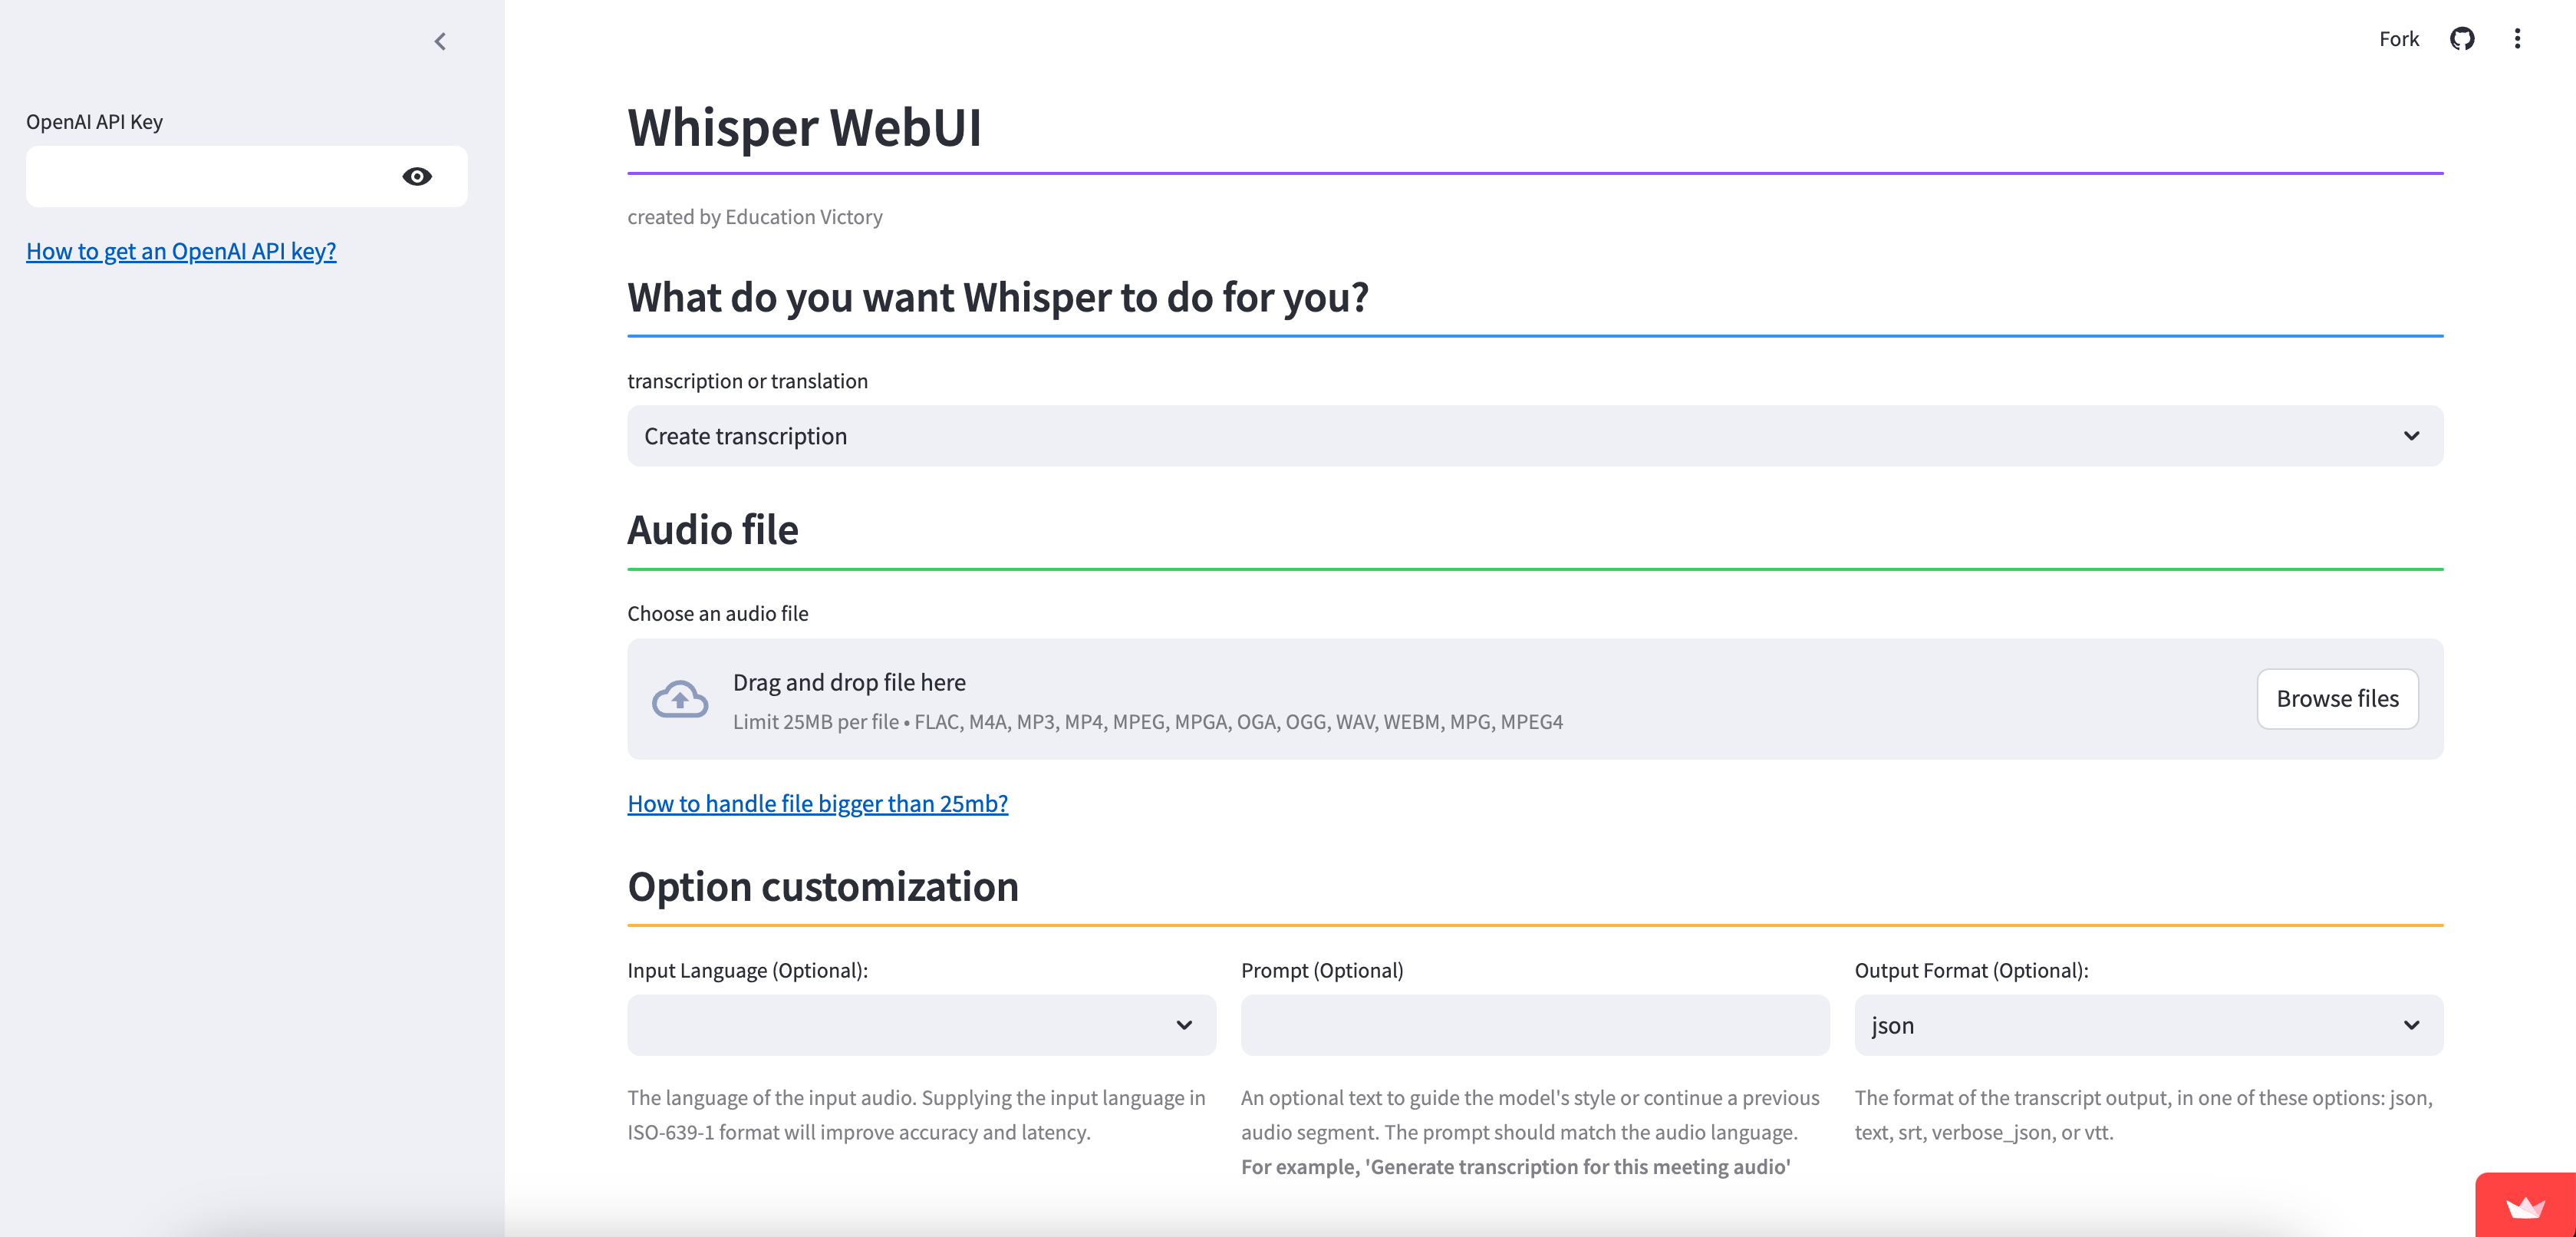 Fork
OpenAI API Key
How to get an OpenAI API key?
Whisper WebUI
created by Education Victory
What do you want Whisper to do for you?
transcription or translation
Create transcription
Audio file
Choose an audio file
Drag and drop file here
Limit 25MB per file • FLAC, M4A, MP3, MP4, MPEG, MPGA, OGA, OGG, WAV, WEBM, MPG, MPEG4
Browse files
How to handle file bigger than 25mb?
Option customization
Input Language (Optional):
The language of the input audio. Supplying the input language in
ISO-639-1 format will improve accuracy and latency.
Prompt (Optional)
An optional text to guide the model's style or continue a previous
audio segment. The prompt should match the audio language.
For example, 'Generate transcription for this meeting audio'
Output Format (Optional):
json
The format of the transcript output, in one of these options: json,
text, srt, verbose_json, or vtt.